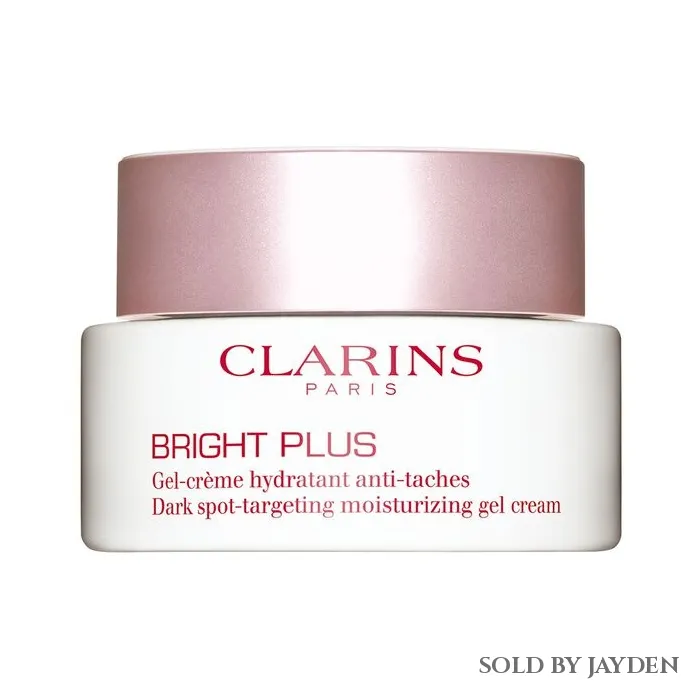 CLARINS
PARIS
BRIGHT PLUS
Gel-crème hydratant anti-taches
Dark spot-targeting moisturizing gel cream
SOLD BY JAYDEN